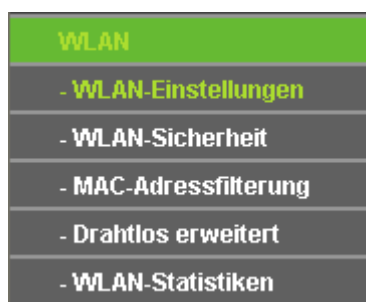 WLAN
- WLAN-Einstellungen
- WLAN-Sicherheit
- MAC-Adressfilterung
- Drahtlos erweitert
- WLAN-Statistiken